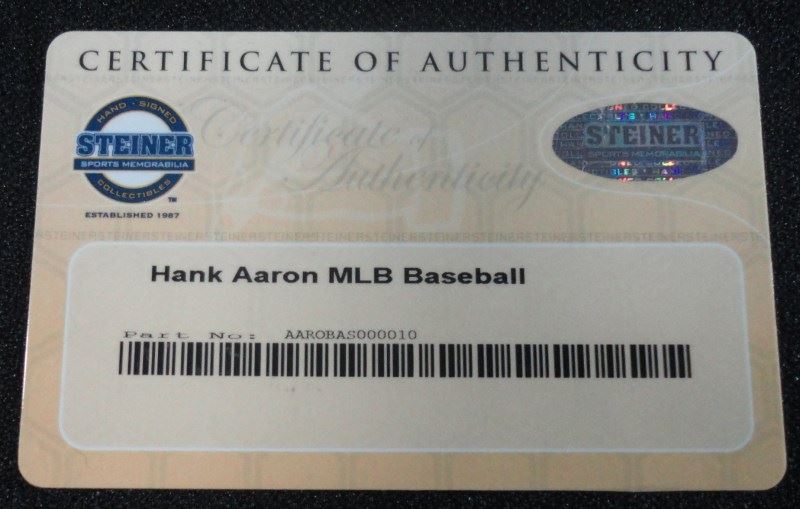 CERTIFICATE OF AUTHENTICITY
HAND · SIGNED
STEINER
SPORTS MEMORABILIA
COLLECTIBLES
TM
ESTABLISHED 1987
Certificate of
Authenticity
STEINER
SPORTS MEMORABILIA
Hank Aaron MLB Baseball
Part No: AAROBAS000010